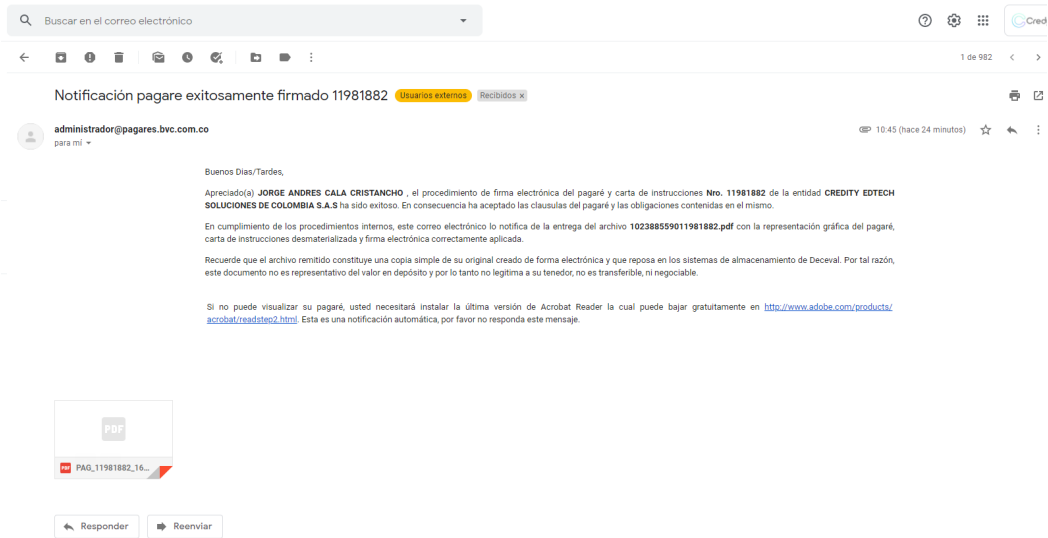 Buscar en el correo electrónico
1 de 982
Notificación pagare exitosamente firmado 11981882 Usuarios externos Recibidos x
administrador@pagares.bvc.com.co
10:45 (hace 24 minutos)
para mí
Buenos Dias/Tardes,
Apreciado(a) JORGE ANDRES CALA CRISTANCHO , el procedimiento de firma electrónica del pagaré y carta de instrucciones Nro. 11981882 de la entidad CREDITY EDTECH
SOLUCIONES DE COLOMBIA S.A.S ha sido exitoso. En consecuencia ha aceptado las clausulas del pagaré y las obligaciones contenidas en el mismo.
En cumplimiento de los procedimientos internos, este correo electrónico lo notifica de la entrega del archivo 102388559011981882.pdf con la representación gráfica del pagaré,
carta de instrucciones desmaterializada y firma electrónica correctamente aplicada.
Recuerde que el archivo remitido constituye una copia simple de su original creado de forma electrónica y que reposa en los sistemas de almacenamiento de Deceval. Por tal razón,
este documento no es representativo del valor en depósito y por lo tanto no legitima a su tenedor, no es transferible, ni negociable.
Si no puede visualizar su pagaré, usted necesitará instalar la última versión de Acrobat Reader la cual puede bajar gratuitamente en http://www.adobe.com/products/
acrobat/readstep2.html. Esta es una notificación automática, por favor no responda este mensaje.
PDF
PDF PAG_11981882_16...
Responder Reenviar